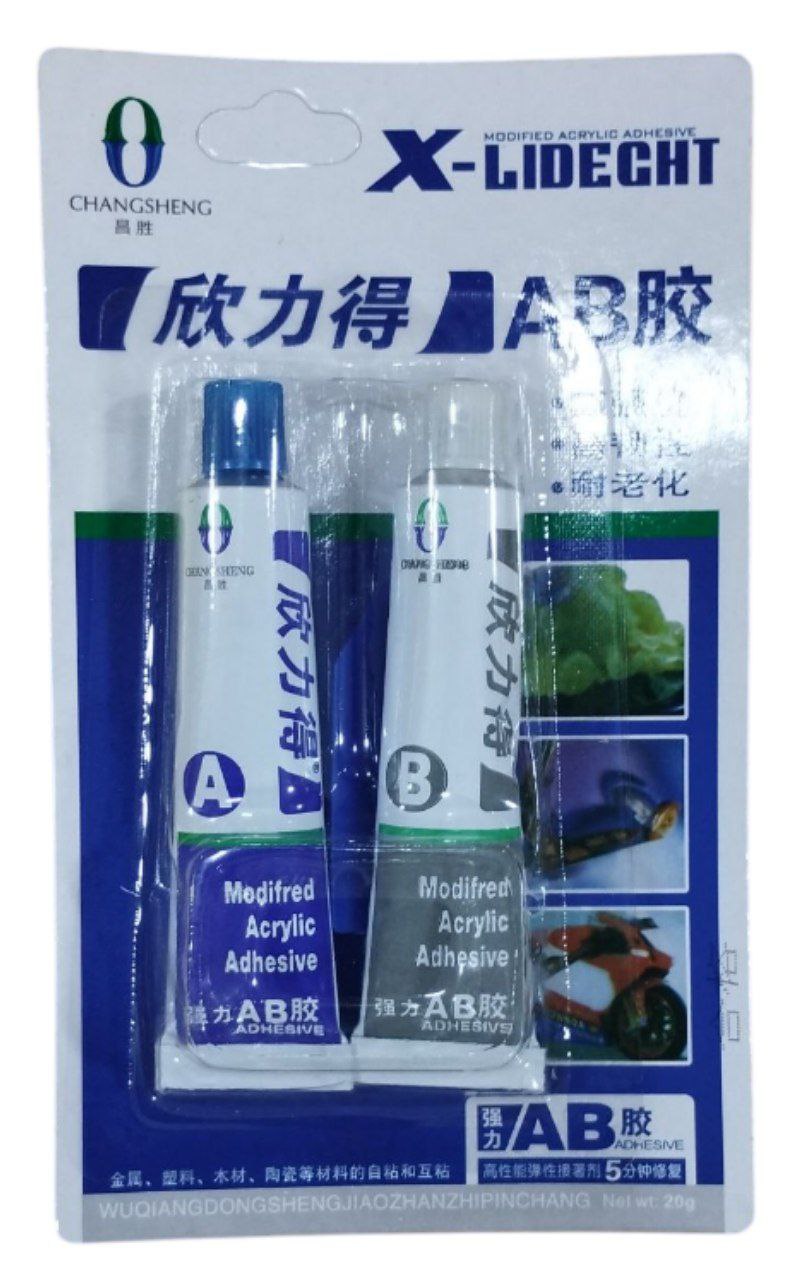 CHANGSHENG
昌胜
MODIFIED ACRYLIC ADHESIVE
X-LIDECHT
欣力得 AB胶
耐老化
CHANGSHENG
昌胜
欣力得®
A
Modifred
Acrylic
Adhesive
强力AB胶
ADHESIVE
昌胜
欣力得
B
Modifred
Acrylic
Adhesive
强力AB胶
ADHESIVE
强力AB胶
ADHESIVE
高性能弹性接著剂 5分钟修复
金属、塑料、木材、陶瓷等材料的自粘和互粘
WUQIANGDONGSHENGJIAOZHANZHIPINCHANG Net wt: 20g